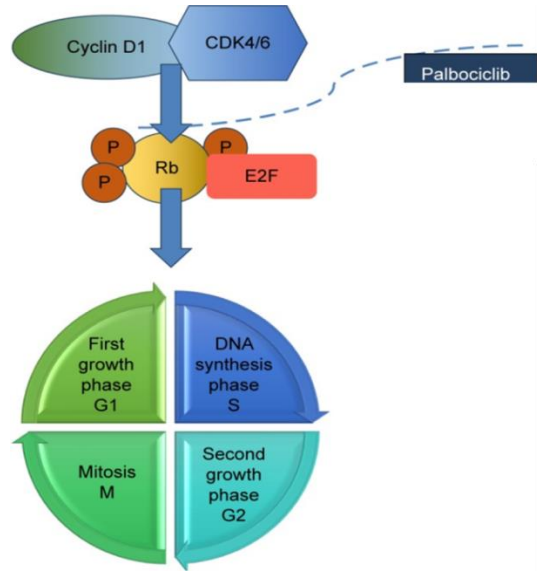 Cyclin D1
CDK4/6
Palbociclib
P
P
Rb
P
E2F
First
growth
phase
G1
DNA
synthesis
phase
S
Mitosis
M
Second
growth
phase
G2